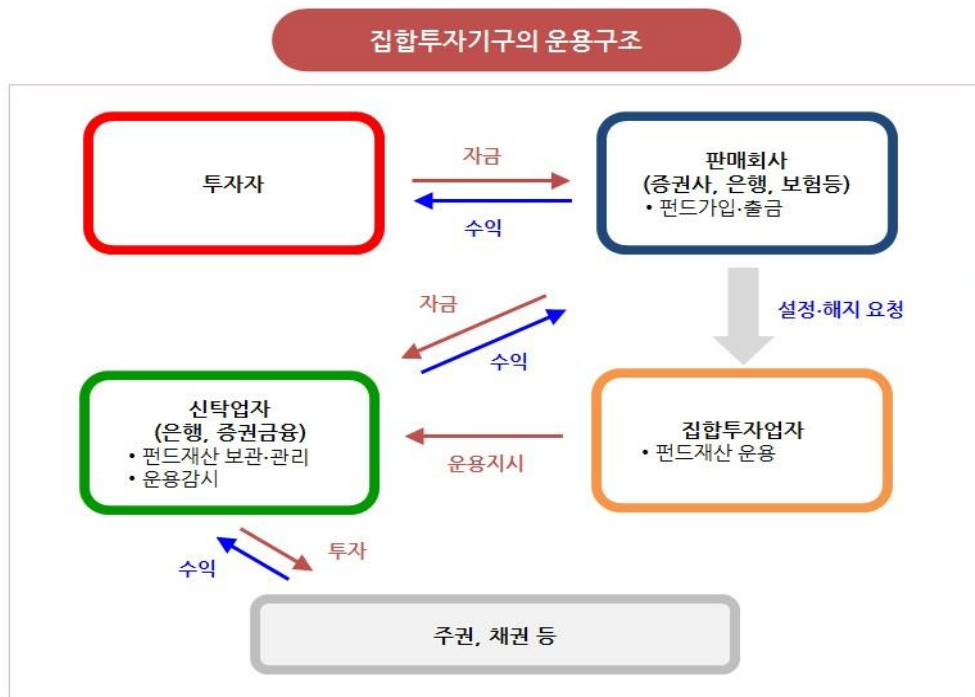 집합투자기구의 운용구조
투자자
자금
수익
판매회사
(증권사, 은행, 보험등)
• 펀드가입·출금
자금
수익
설정·해지 요청
신탁업자
(은행, 증권금융)
• 펀드재산 보관·관리
• 운용감시
운용지시
집합투자업자
• 펀드재산 운용
수익
투자
주권, 채권 등